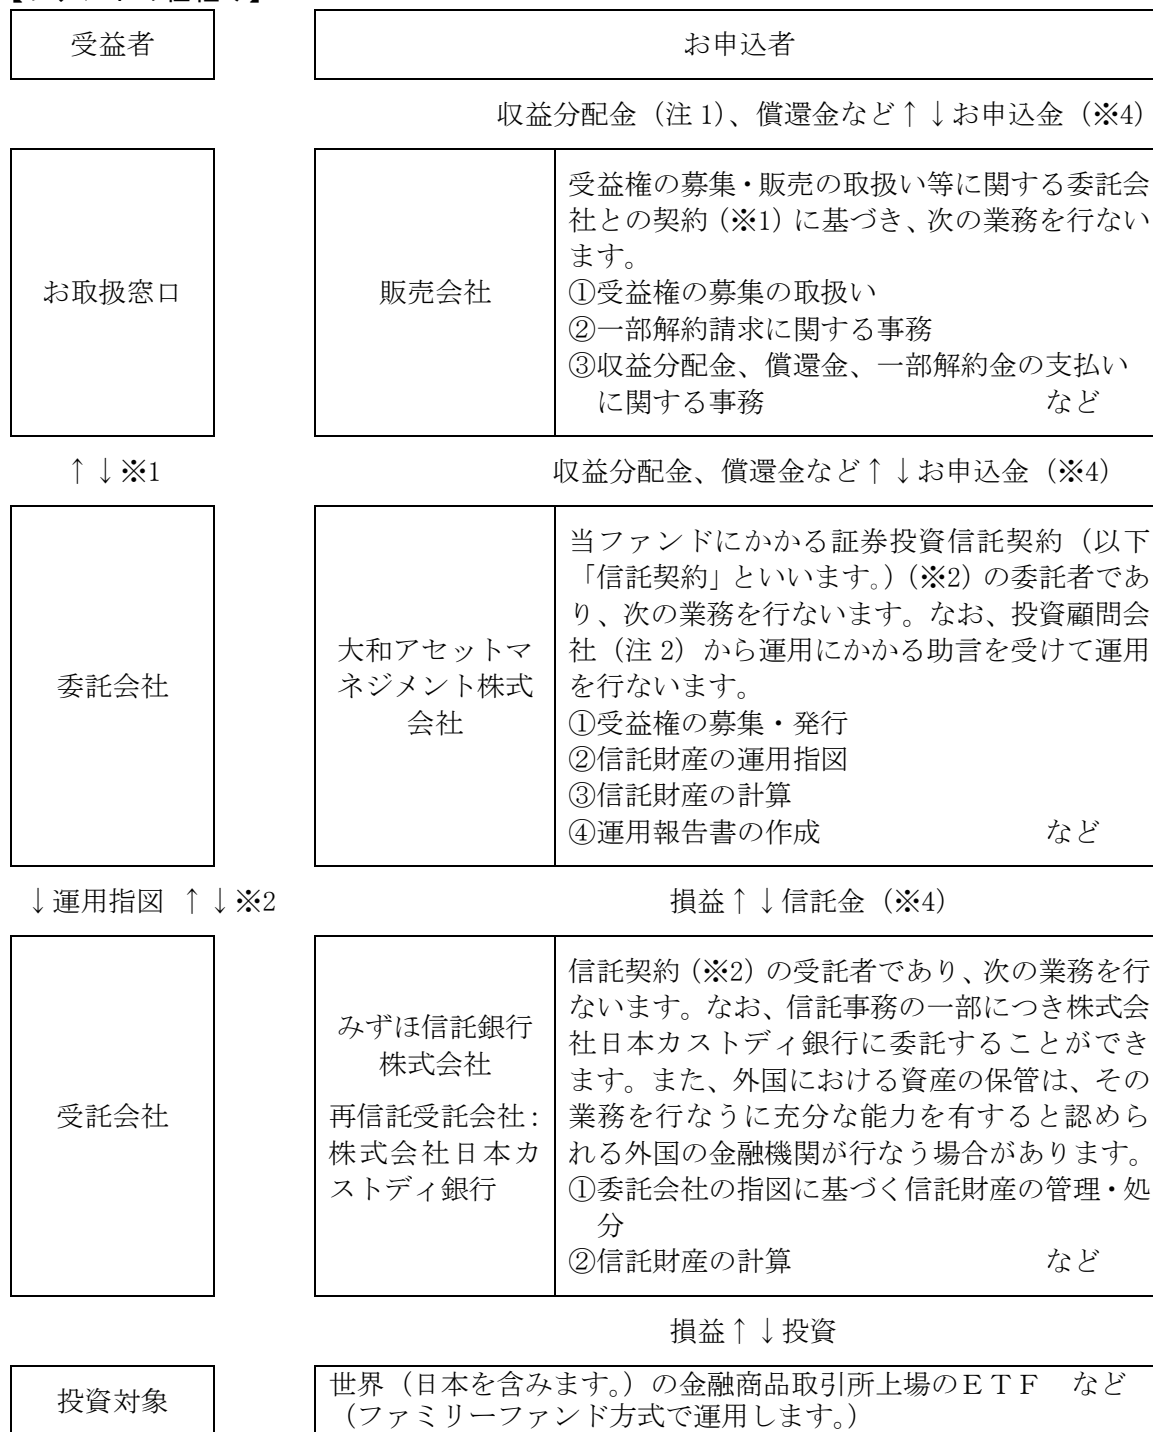 受益者
お申込者
収益分配金（注1）、償還金など↑↓お申込金（※4）
お取扱窓口
販売会社
受益権の募集・販売の取扱い等に関する委託会
社との契約（※1）に基づき、次の業務を行ない
ます。
①受益権の募集の取扱い
②一部解約請求に関する事務
③収益分配金、償還金、一部解約金の支払い
に関する事務 など
↑↓※1
収益分配金、償還金など↑↓お申込金（※4）
委託会社
大和アセットマ
ネジメント株式
会社
当ファンドにかかる証券投資信託契約（以下
「信託契約」といいます。）（※2）の委託者であ
り、次の業務を行ないます。なお、投資顧問会
社（注2）から運用にかかる助言を受けて運用
を行ないます。
①受益権の募集・発行
②信託財産の運用指図
③信託財産の計算
④運用報告書の作成 など
↓運用指図 ↑↓※2
損益↑↓信託金（※4）
受託会社
みずほ信託銀行
株式会社
再信託受託会社：
株式会社日本カ
ストディ銀行
信託契約（※2）の受託者であり、次の業務を行
ないます。なお、信託事務の一部につき株式会
社日本カストディ銀行に委託することができ
ます。また、外国における資産の保管は、その
業務を行なうに充分な能力を有すると認めら
れる外国の金融機関が行なう場合があります。
①委託会社の指図に基づく信託財産の管理・処
分
②信託財産の計算 など
損益↑↓投資
投資対象
世界（日本を含みます。）の金融商品取引所上場のＥＴＦ など
（ファミリーファンド方式で運用します。）